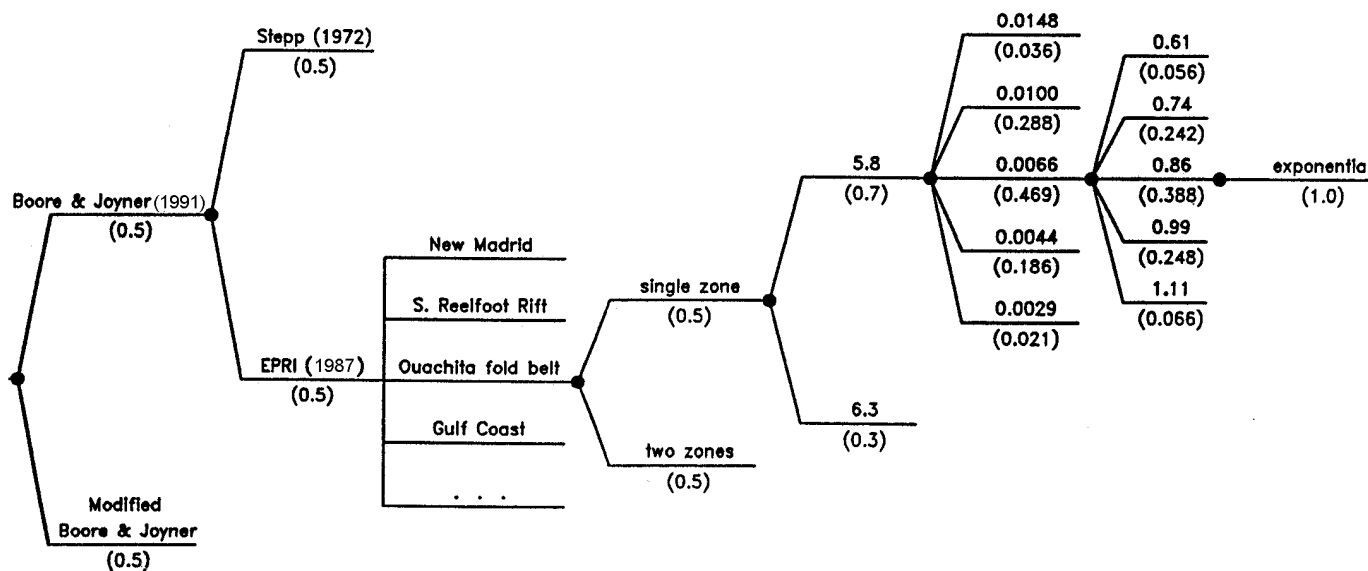 Stepp (1972)
(0.5)
Boore & Joyner (1991)
(0.5)
EPRI (1987)
(0.5)
Modified
Boore & Joyner
(0.5)
New Madrid
S. Reelfoot Rift
Ouachita fold belt
Gulf Coast
. . .
single zone
(0.5)
two zones
(0.5)
5.8
(0.7)
6.3
(0.3)
0.0148
(0.036)
0.0100
(0.288)
0.0066
(0.469)
0.0044
(0.186)
0.0029
(0.021)
0.61
(0.056)
0.74
(0.242)
0.86
(0.388)
0.99
(0.248)
1.11
(0.066)
exponentia
(1.0)